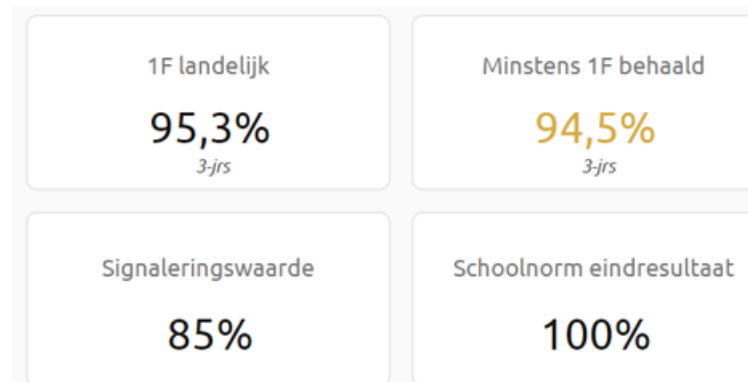 1F landelijk
95,3%
3-jrs
Minstens 1F behaald
94,5%
3-jrs
Signaleringswaarde
85%
Schoolnorm eindresultaat
100%